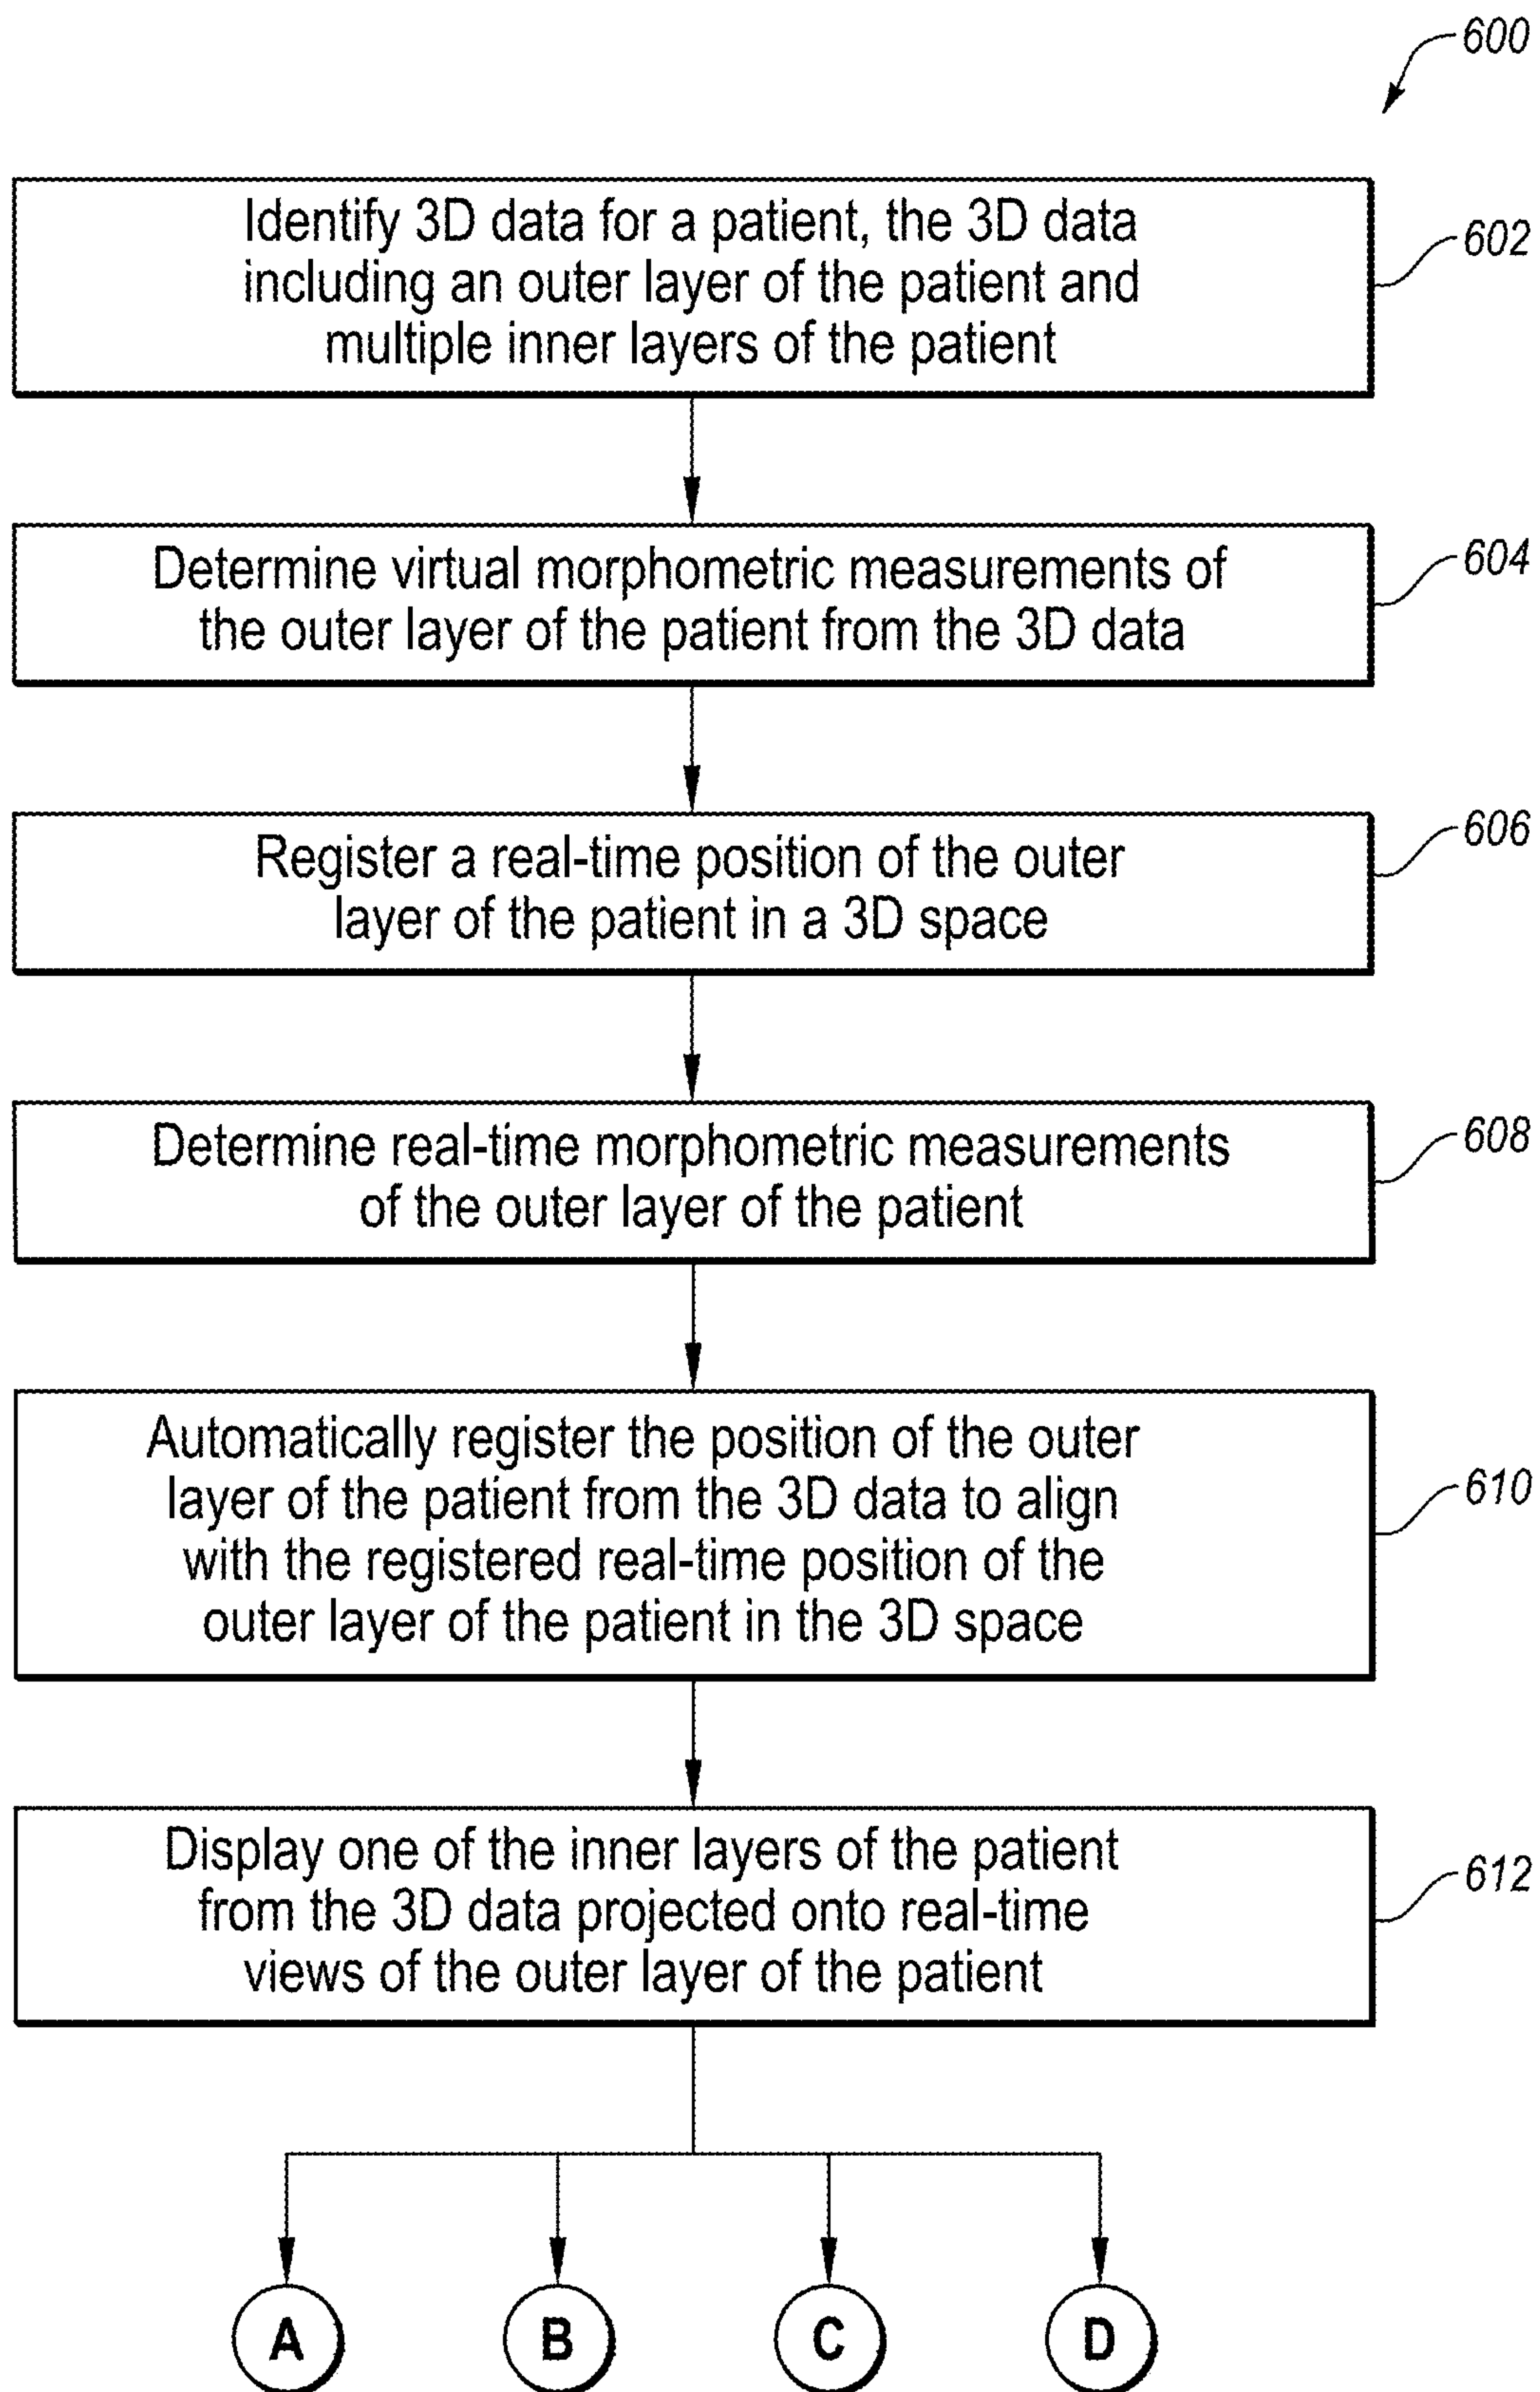 600
Identify 3D data for a patient, the 3D data
including an outer layer of the patient and
multiple inner layers of the patient
602
Determine virtual morphometric measurements of
the outer layer of the patient from the 3D data
604
Register a real-time position of the outer
layer of the patient in a 3D space
606
Determine real-time morphometric measurements
of the outer layer of the patient
608
Automatically register the position of the outer
layer of the patient from the 3D data to align
with the registered real-time position of the
outer layer of the patient in the 3D space
610
Display one of the inner layers of the patient
from the 3D data projected onto real-time
views of the outer layer of the patient
612
A B C D